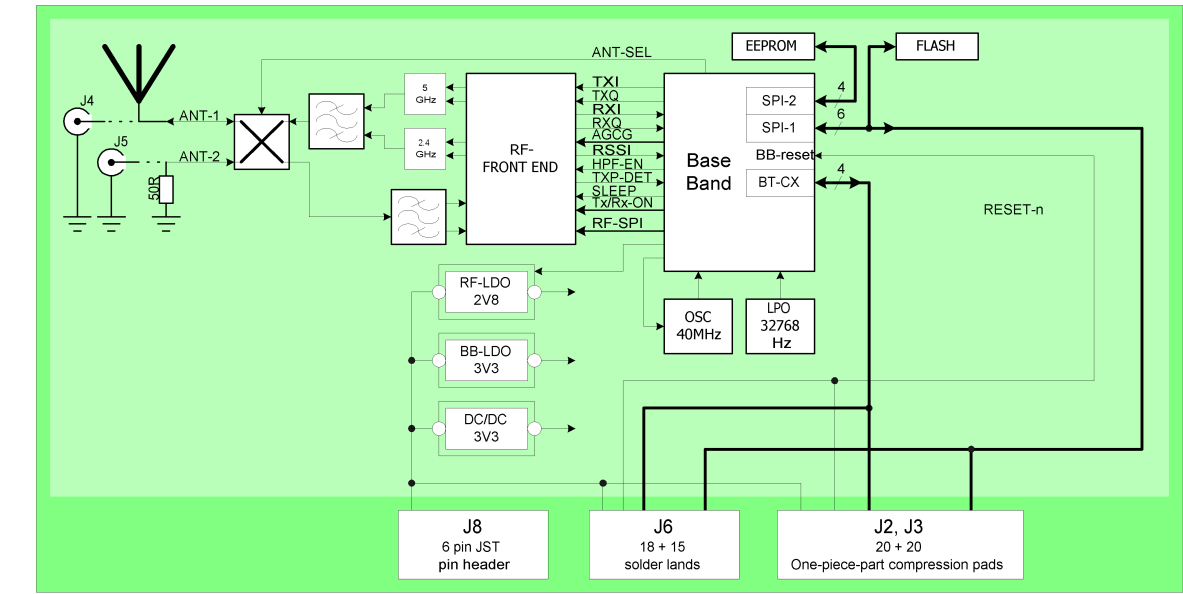 EEPROM
FLASH
ANT-SEL
J4
ANT-1
J5
ANT-2
50R
5
GHz
2.4
GHz
RF-
FRONT END
TXI
TXQ
RXI
RXQ
AGCG
RSSI
HPF-EN
TXP-DET
SLEEP
Tx/Rx-ON
RF-SPI
Base
Band
SPI-2
4
SPI-1
6
BB-reset
BT-CX
4
RESET-n
RF-LDO
2V8
BB-LDO
3V3
DC/DC
3V3
OSC
40MHz
LPO
32768
Hz
J8
6 pin JST
pin header
J6
18 + 15
solder lands
J2, J3
20 + 20
One-piece-part compression pads